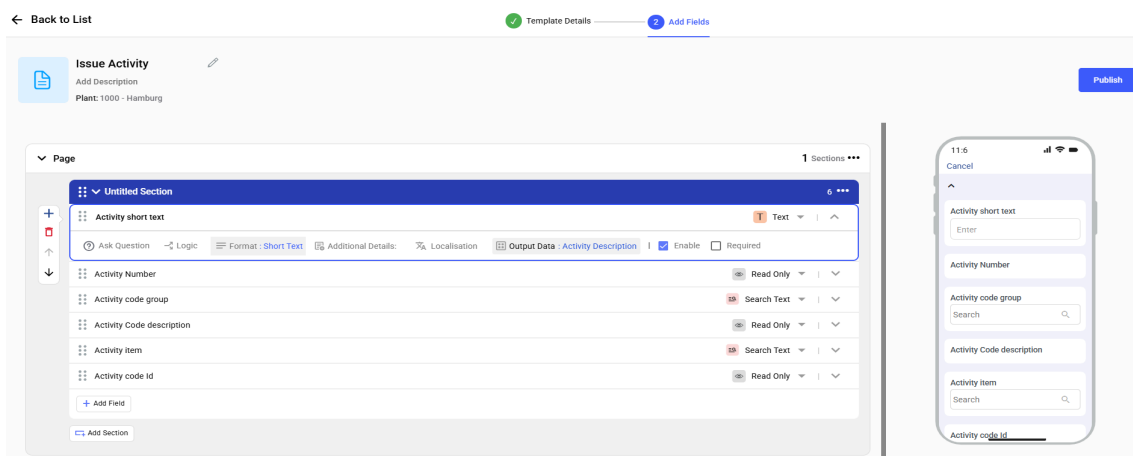 Back to List
Template Details
2 Add Fields
Issue Activity
Add Description
Plant: 1000 - Hamburg
Publish
Page
1 Sections
Untitled Section
6
Activity short text
T Text
Ask Question
Logic
Format : Short Text
Additional Details:
Localisation
Output Data : Activity Description
Enable
Required
Activity Number
Read Only
Activity code group
Search Text
Activity Code description
Read Only
Activity item
Search Text
Activity code Id
Read Only
+ Add Field
Add Section
11:6
Cancel
Activity short text
Enter
Activity Number
Activity code group
Search
Activity Code description
Activity item
Search
Activity code Id